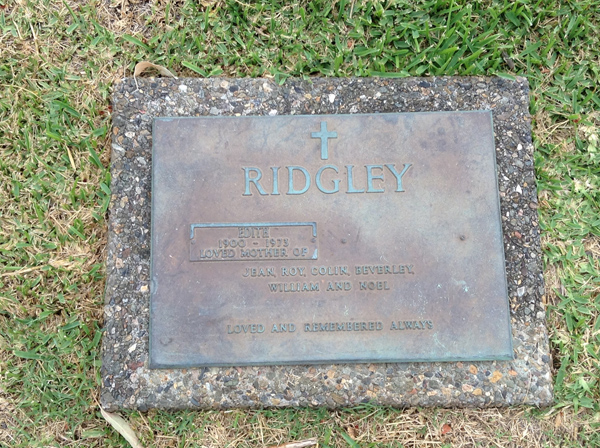 RIDGLEY
EDITH
1900 - 1973
LOVED MOTHER OF
JEAN, ROY, COLIN, BEVERLEY,
WILLIAM AND NOEL
LOVED AND REMEMBERED ALWAYS